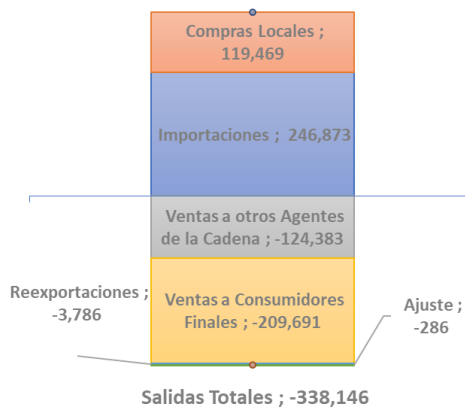 Compras Locales ;
119,469
Importaciones ;  246,873
Ventas a otros Agentes
de la Cadena ; -124,383
Reexportaciones ;
-3,786
Ventas a Consumidores
Finales ; -209,691
Ajuste ;
-286
Salidas Totales ; -338,146